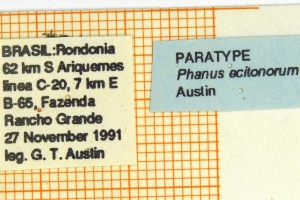 BRASIL:Rondonia
62 km S Ariquemes
linea C-20, 7 km E
B-65, Fazenda
Rancho Grande
27 November 1991
leg. G. T. Austin
PARATYPE
Phanus ecitonorum
Austin